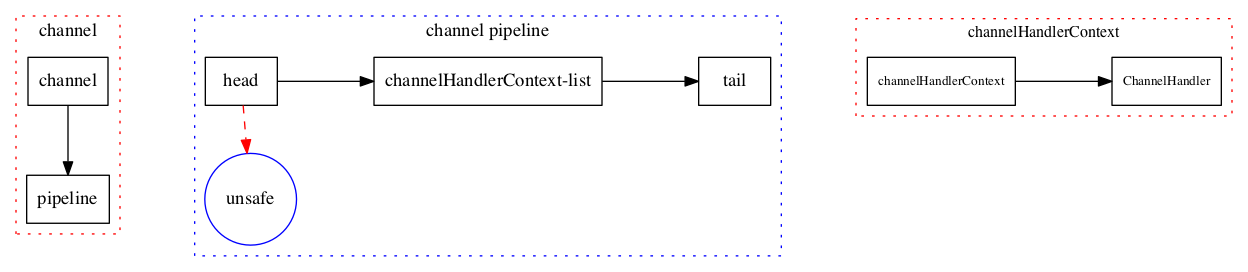 channel
channel
pipeline
channel pipeline
head
channelHandlerContext-list
tail
unsafe
channelHandlerContext
channelHandlerContext
ChannelHandler